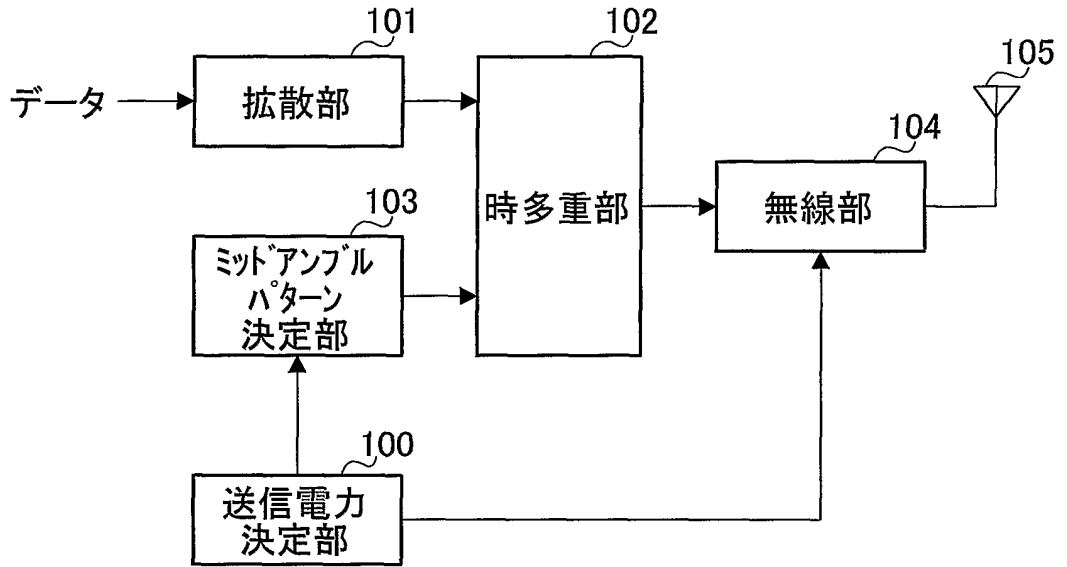 101
102
105
データ
拡散部
104
103
時多重部
無線部
ミッドアンブル
パターン
決定部
100
送信電力
決定部